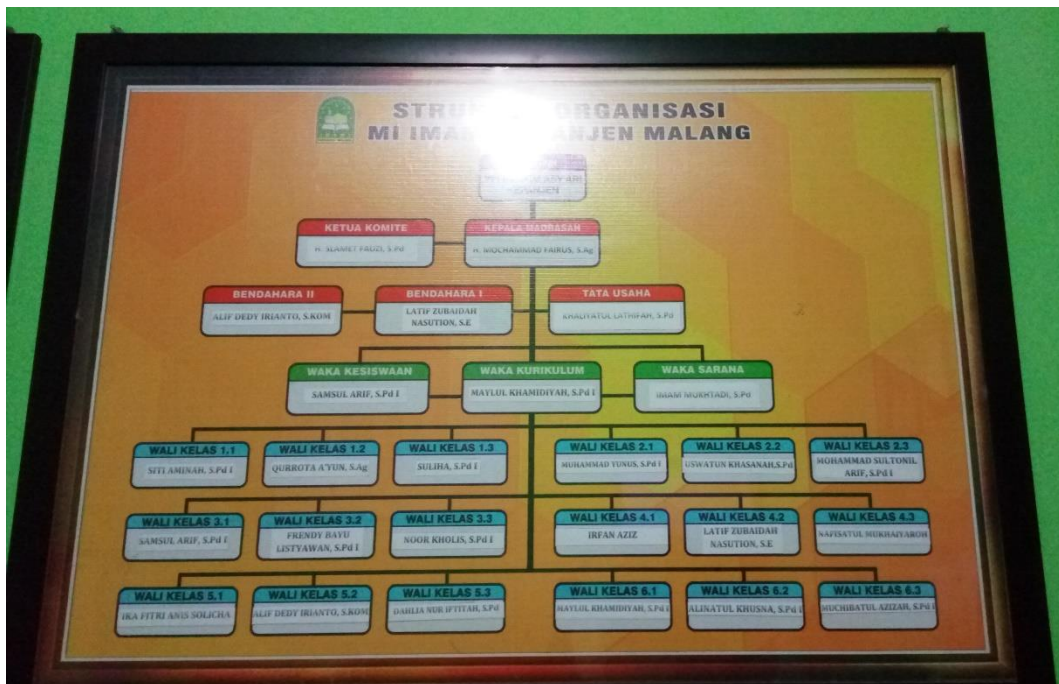 ORGANISASI
MI MALANG
KETUA KOMITE
H. SLAMET FAUZI, S.Pd
KEPALA MADRASAH
H. MOCHAMMAD FAIRUS, S.Ag
BENDAHARA II
ALIF DEDY IRIANTO, S.KOM
BENDAHARA I
LATIF ZUBAIDAH
NASUTION, S.E
TATA USAHA
KHALIYATUL LATHIFAH, S.Pd
WAKA KESISWAAN
SAMSUL ARIF, S.Pd I
WAKA KURIKULUM
MAYLUL KHAMIDIYAH, S.Pd I
WAKA SARANA
IMAM MUKHTADI, S.Pd
WALI KELAS 1.1
SITI AMINAH, S.Pd I
WALI KELAS 1.2
QURROTA A'YUN, S.Ag
WALI KELAS 1.3
SULIHA, S.Pd I
WALI KELAS 2.1
MUHAMMAD YUNUS, S.Pd I
WALI KELAS 2.2
USWATUN KHASANAH,S.Pd
WALI KELAS 2.3
MOHAMMAD SULTONIL
ARIF, S.Pd I
WALI KELAS 3.1
SAMSUL ARIF, S.Pd I
WALI KELAS 3.2
FRENDY BAYU
LISTYAWAN, S.Pd I
WALI KELAS 3.3
NOOR KHOLIS, S.Pd I
WALI KELAS 4.1
IRFAN AZIZ
WALI KELAS 4.2
LATIF ZUBAIDAH
NASUTION, S.E
WALI KELAS 4.3
NAFISATUL MUKHAIYAROH
WALI KELAS 5.1
IKA FITRI ANIS SOLICHA
WALI KELAS 5.2
ALIF DEDY IRIANTO, S.KOM
WALI KELAS 5.3
DAHLIA NUR IFTITAH, S.Pd
WALI KELAS 6.1
MAYLUL KHAMIDIYAH, S.Pd I
WALI KELAS 6.2
ALINATUL KHUSNA, S.Pd I
WALI KELAS 6.3
MUCHIBATUL AZIZAH, S.Pd I